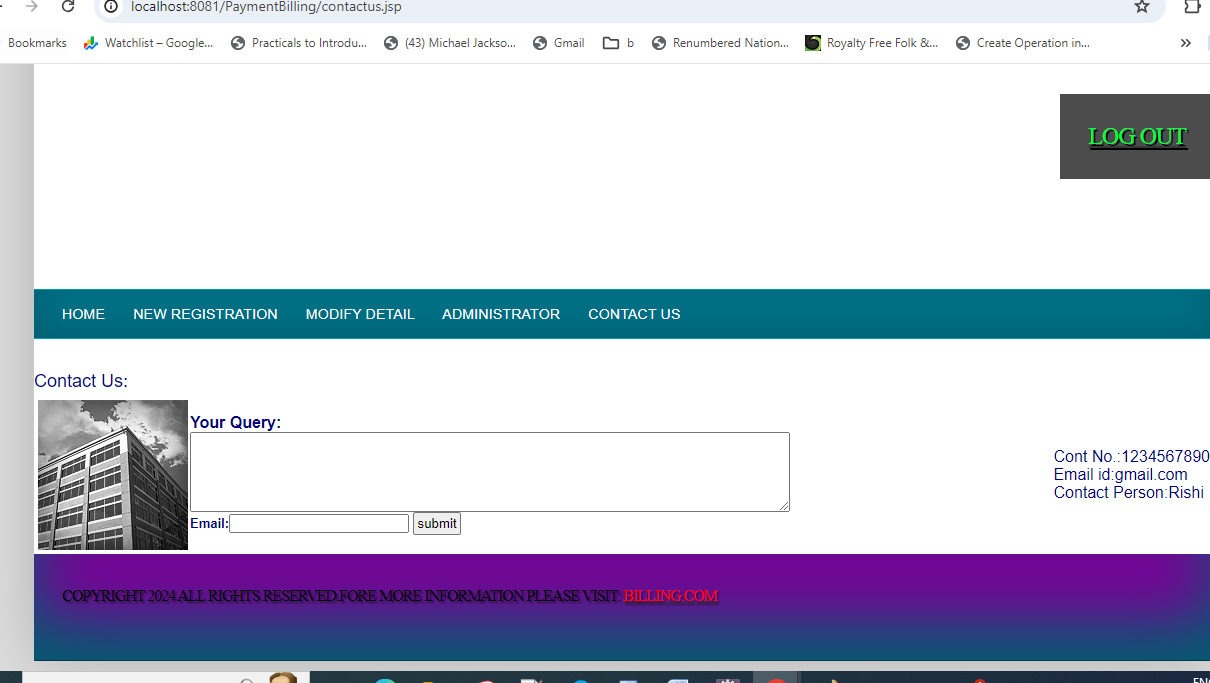 localhost:8081/PaymentBilling/contactus.jsp
Bookmarks Watchlist – Google... Practicals to Introdu... (43) Michael Jackso... Gmail b Renumbered Nation... Royalty Free Folk &... Create Operation in... »
LOG OUT
HOME NEW REGISTRATION MODIFY DETAIL ADMINISTRATOR CONTACT US
Contact Us:
Your Query:
Cont No.:1234567890
Email id:gmail.com
Contact Person:Rishi
Email: submit
COPYRIGHT 2024 ALL RIGHTS RESERVED.FORE MORE INFORMATION PLEASE VISIT: BILLING.COM